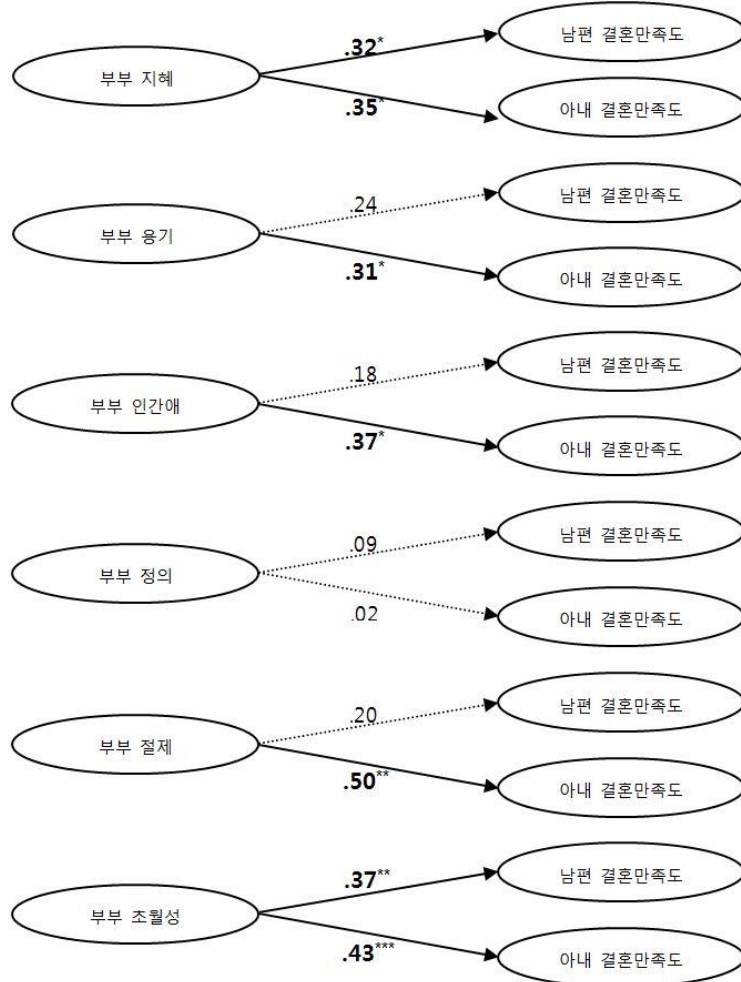 .32*
남편 결혼만족도
부부 지혜
.35*
아내 결혼만족도
.24
남편 결혼만족도
부부 용기
.31*
아내 결혼만족도
.18
남편 결혼만족도
부부 인간애
.37*
아내 결혼만족도
.09
남편 결혼만족도
부부 정의
.02
아내 결혼만족도
.20
남편 결혼만족도
부부 절제
.50**
아내 결혼만족도
.37**
남편 결혼만족도
부부 초월성
.43***
아내 결혼만족도